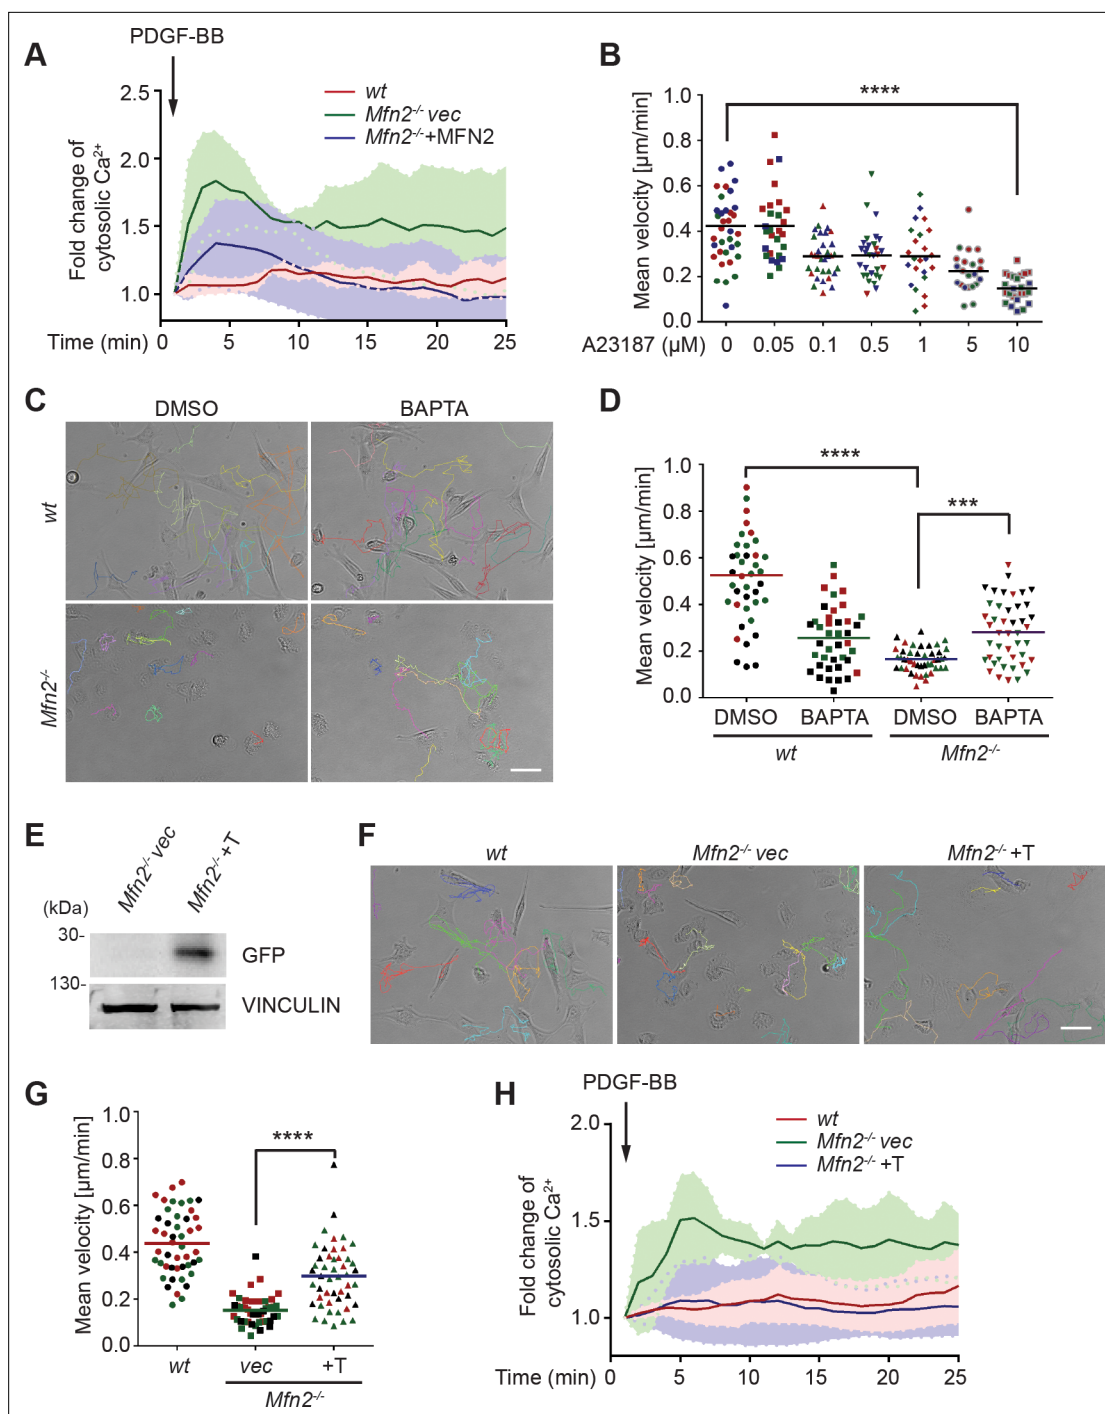 A
PDGF-BB
wt
Mfn2-/- vec
Mfn2-/-+MFN2
Fold change of
cytosolic Ca2+
2.5
2.0
1.5
1.0
Time (min) 0 5 10 15 20 25
B
****
Mean velocity [µm/min]
1.0
0.8
0.6
0.4
0.2
0.0
A23187 (µM) 0 0.05 0.1 0.5 1 5 10
C
DMSO BAPTA
wt
Mfn2-/-
D
****
***
Mean velocity [µm/min]
1.0
0.8
0.6
0.4
0.2
0.0
DMSO BAPTA DMSO BAPTA
wt Mfn2-/-
E
Mfn2-/- vec
Mfn2-/- +T
(kDa)
30-
GFP
130-
VINCULIN
F
wt Mfn2-/- vec Mfn2-/- +T
G
****
Mean velocity [µm/min]
1.0
0.8
0.6
0.4
0.2
0.0
wt vec +T
Mfn2-/-
H
PDGF-BB
wt
Mfn2-/- vec
Mfn2-/- +T
Fold change of
cytosolic Ca2+
2.0
1.5
1.0
Time (min) 0 5 10 15 20 25